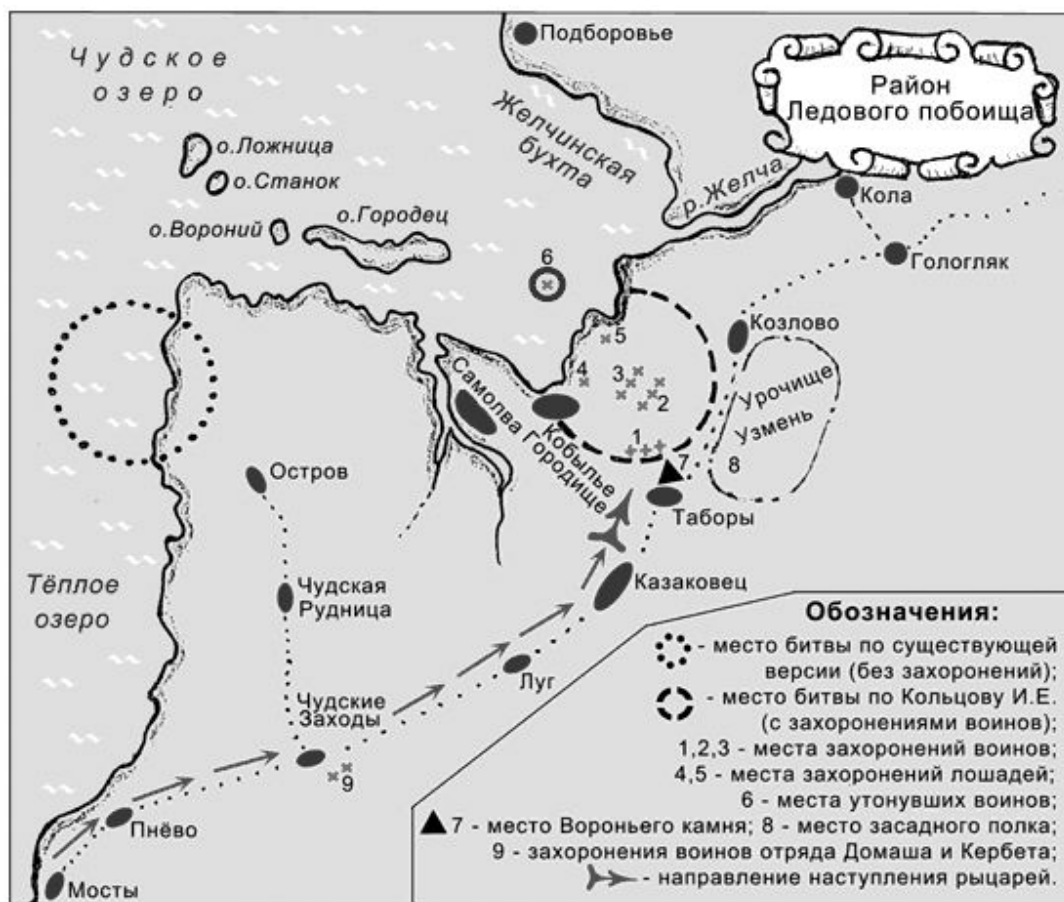 Чудское
озеро
Подборовье
Район
Ледового побоища
Желчинская
бухта
о.Ложница
о.Станок
р.Желча
Кола
о.Вороний
о.Городец
Гологляк
6
Козлово
5
4
3
2
1
Урочище
Узмень
Самолва
Кобылье
Городище
7
8
Остров
Таборы
Тёплое
озеро
Чудская
Рудница
Казаковец
Луг
Чудские
Заходы
9
Пнёво
Мосты
Обозначения:
- место битвы по существующей
версии (без захоронений);
- место битвы по Кольцову И.Е.
(с захоронениями воинов);
1,2,3 - места захоронений воинов;
4,5 - места захоронений лошадей;
6 - места утонувших воинов;
7 - место Вороньего камня; 8 - место засадного полка;
9 - захоронения воинов отряда Домаша и Кербета;
- направление наступления рыцарей.